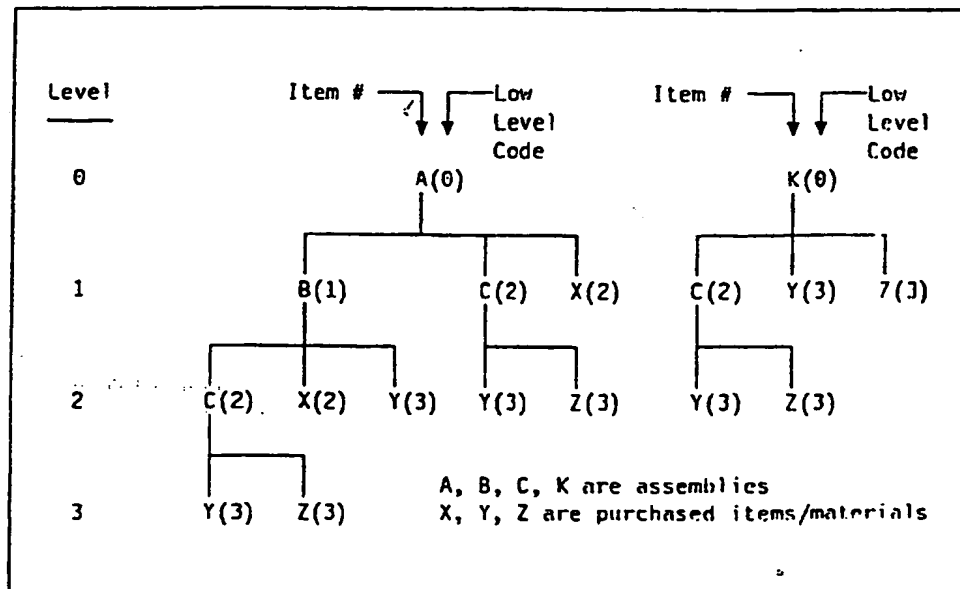 Level Item # Low Item # Low
Level Level
Code Code
0 A(0) K(0)
1 B(1) C(2) X(2) C(2) Y(3) 7(3)
2 C(2) X(2) Y(3) Y(3) Z(3) Y(3) Z(3)
A, B, C, K are assemblies
3 Y(3) Z(3) X, Y, Z are purchased items/materials